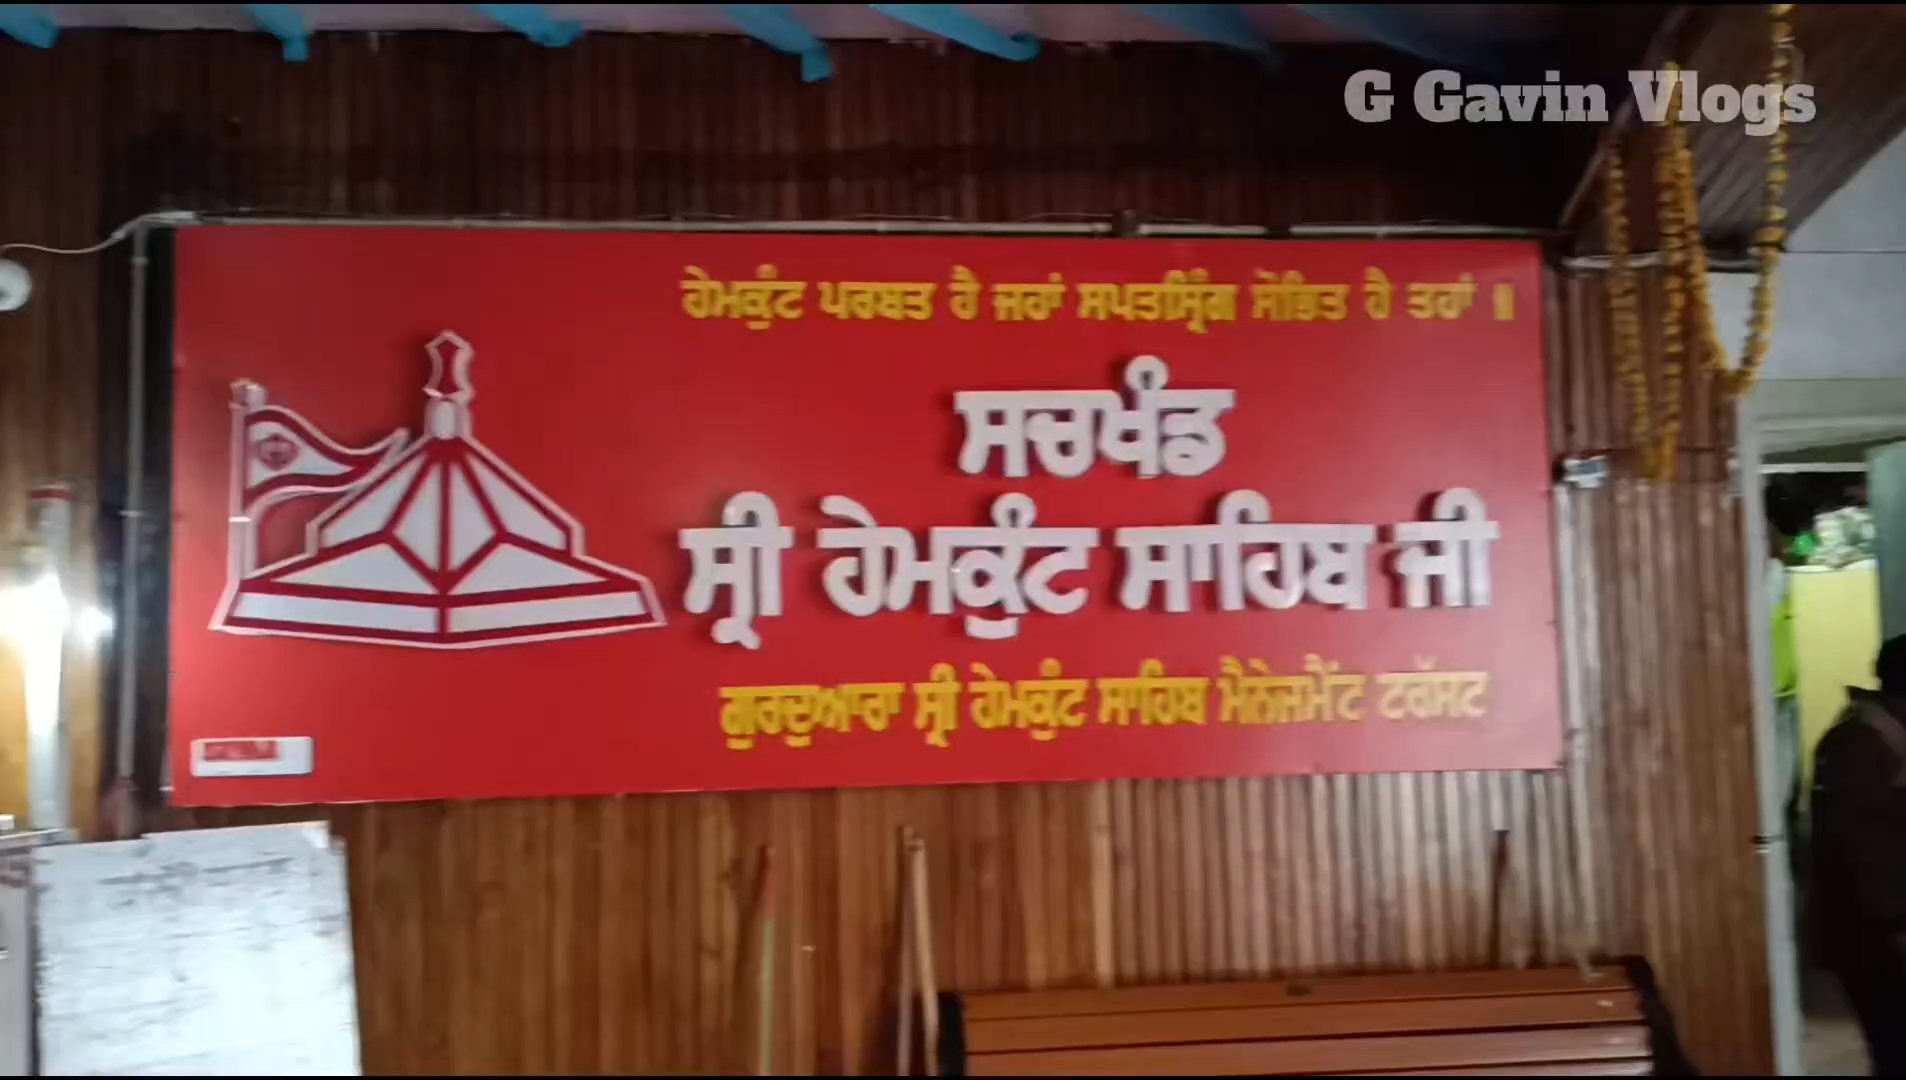 G Gavin Vlogs
ਹੇਮਕੁੰਟ ਪਰਬਤ ਹੈ ਜਹਾਂ ਸਪਤਸ੍ਰਿੰਗ ਸੋਭਿਤ ਹੈ ਤਹਾਂ ॥
ਸਚਖੰਡ
ਸ੍ਰੀ ਹੇਮਕੁੰਟ ਸਾਹਿਬ ਜੀ
ਗੁਰਦੁਆਰਾ ਸ੍ਰੀ ਹੇਮਕੁੰਟ ਸਾਹਿਬ ਮੈਨੇਜਮੈਂਟ ਟਰੱਸਟ